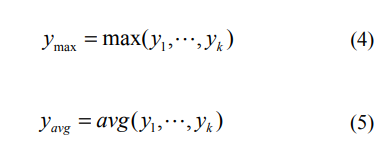 y_max = max(y_1,⋯,y_k) (4)
y_avg = avg(y_1,⋯,y_k) (5)